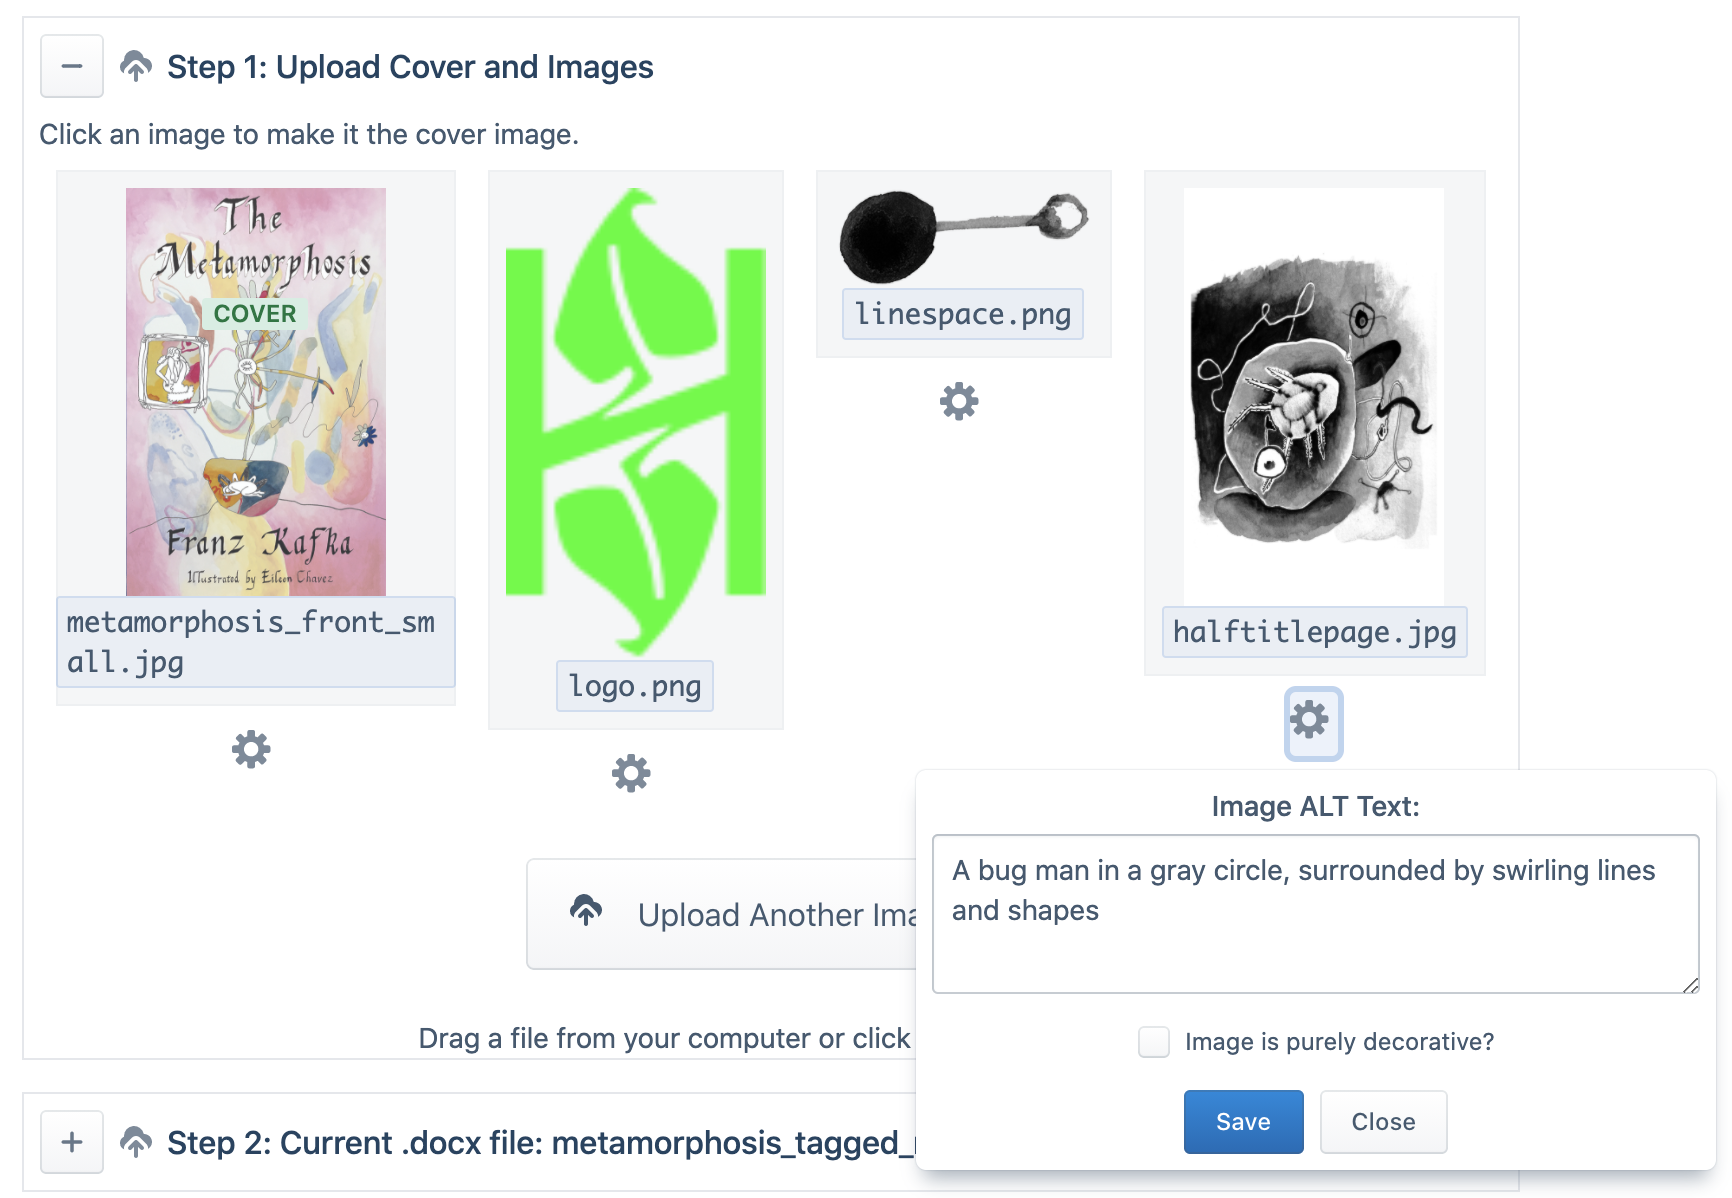 Step 1: Upload Cover and Images
Click an image to make it the cover image.
The
Metamorphosis
COVER
Franz Kafka
Illustrated by Eileen Chavez
metamorphosis_front_sm
all.jpg
logo.png
linespace.png
halftitlepage.jpg
Upload Another Ima
Drag a file from your computer or click
Image ALT Text:
A bug man in a gray circle, surrounded by swirling lines
and shapes
Image is purely decorative?
Save
Close
Step 2: Current .docx file: metamorphosis_tagged_